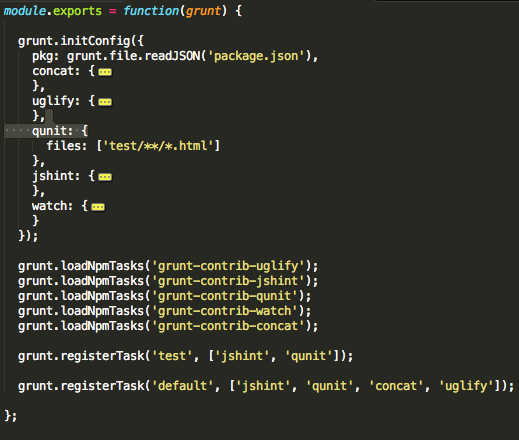 module.exports = function(grunt) {
grunt.initConfig({
pkg: grunt.file.readJSON('package.json'),
concat: {
},
uglify: {
},
qunit: {
files: ['test/**/*.html']
},
jshint: {
},
watch: {
}
});
grunt.loadNpmTasks('grunt-contrib-uglify');
grunt.loadNpmTasks('grunt-contrib-jshint');
grunt.loadNpmTasks('grunt-contrib-qunit');
grunt.loadNpmTasks('grunt-contrib-watch');
grunt.loadNpmTasks('grunt-contrib-concat');
grunt.registerTask('test', ['jshint', 'qunit']);
grunt.registerTask('default', ['jshint', 'qunit', 'concat', 'uglify']);
};